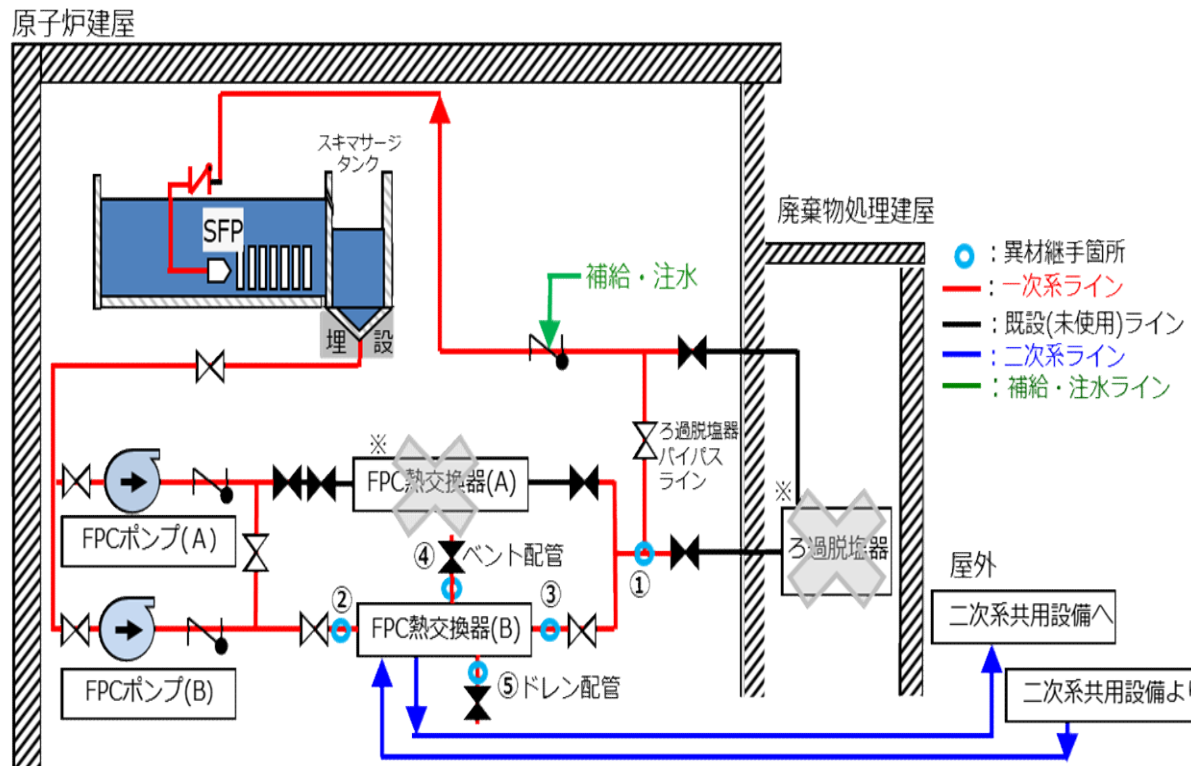 原子炉建屋
スキマサージ
タンク
SFP
埋 設
補給・注水
廃棄物処理建屋
：異材継手箇所
：一次系ライン
：既設(未使用)ライン
：二次系ライン
：補給・注水ライン
ろ過脱塩器
バイパス
ライン
※
FPC熱交換器(A)
FPCポンプ(A)
※
ろ過脱塩器
①
④
ベント配管
②
③
FPC熱交換器(B)
FPCポンプ(B)
⑤ドレン配管
屋外
二次系共用設備へ
二次系共用設備より